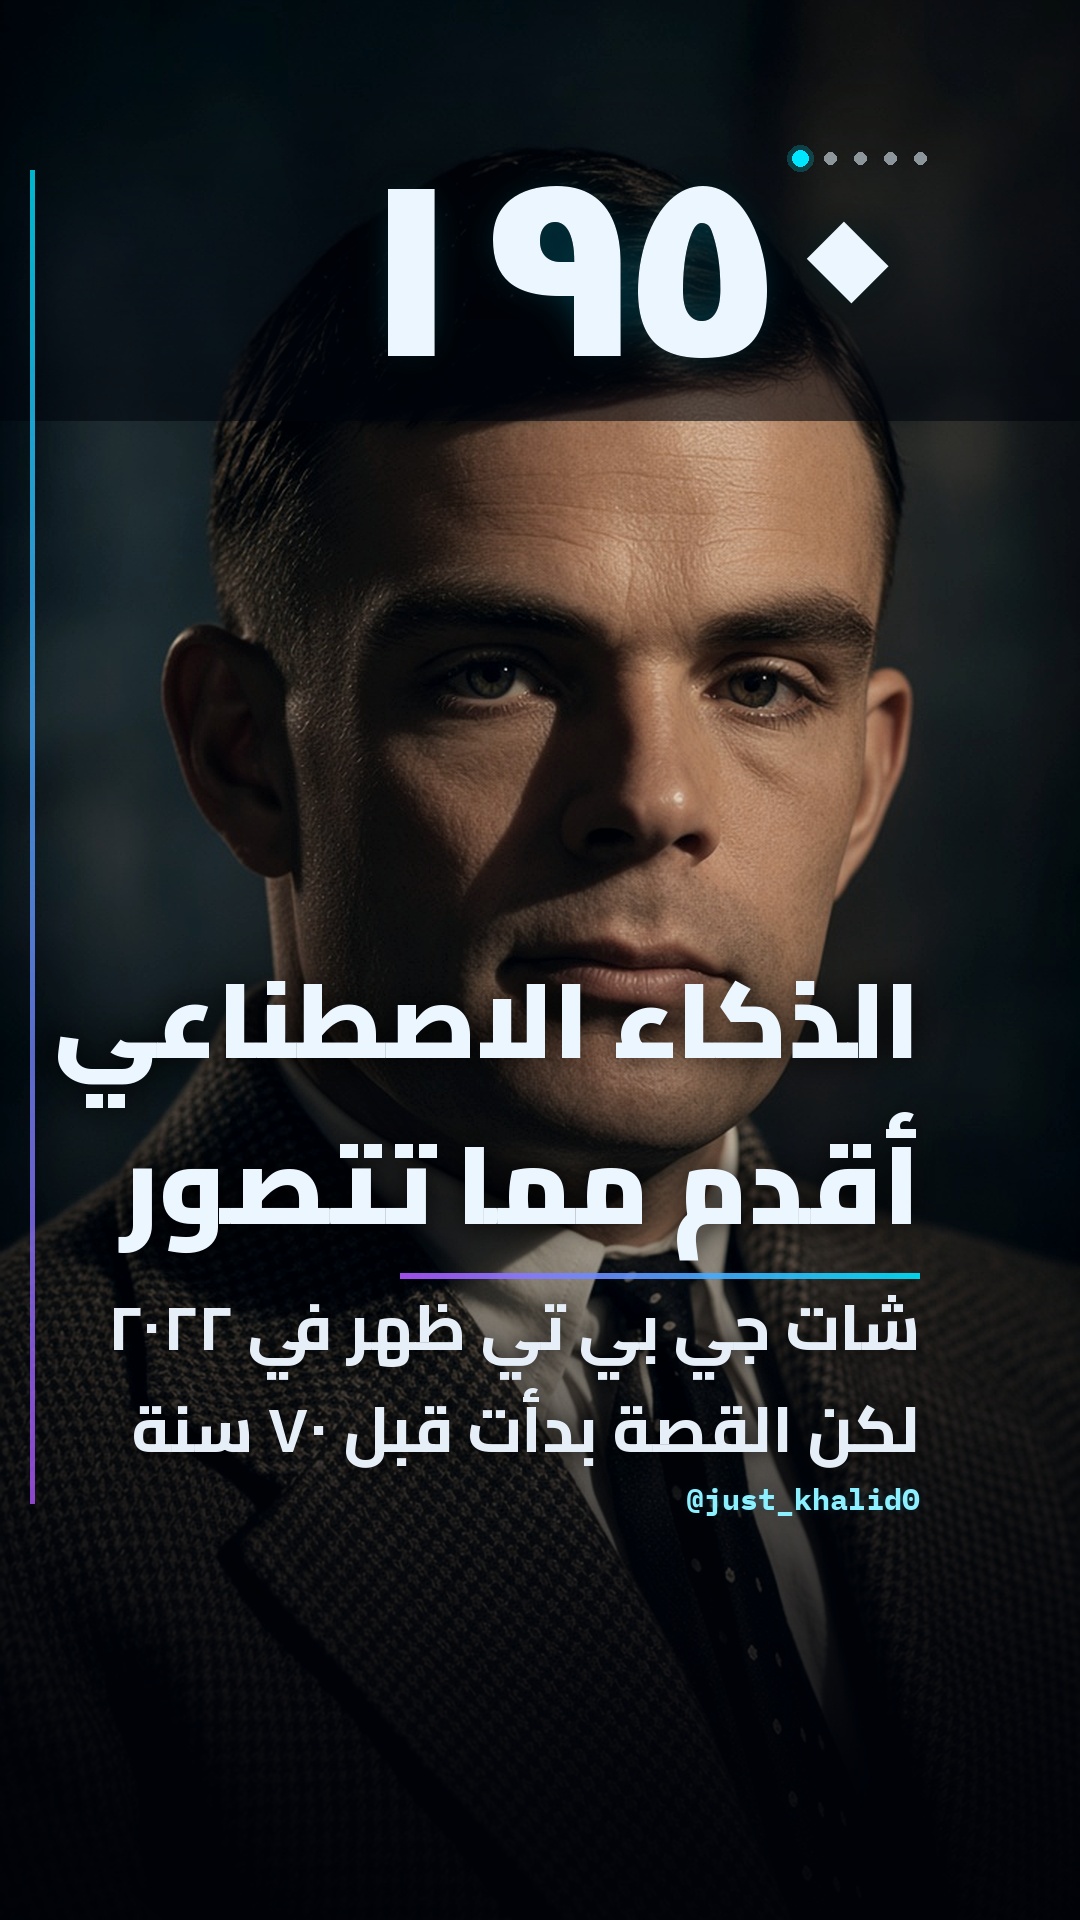 ١٩٥٠
الذكاء الاصطناعي
أقدم مما تتصور
شات جي بي تي ظهر في ٢٠٢٢
لكن القصة بدأت قبل ٧٠ سنة
@just_khalid0